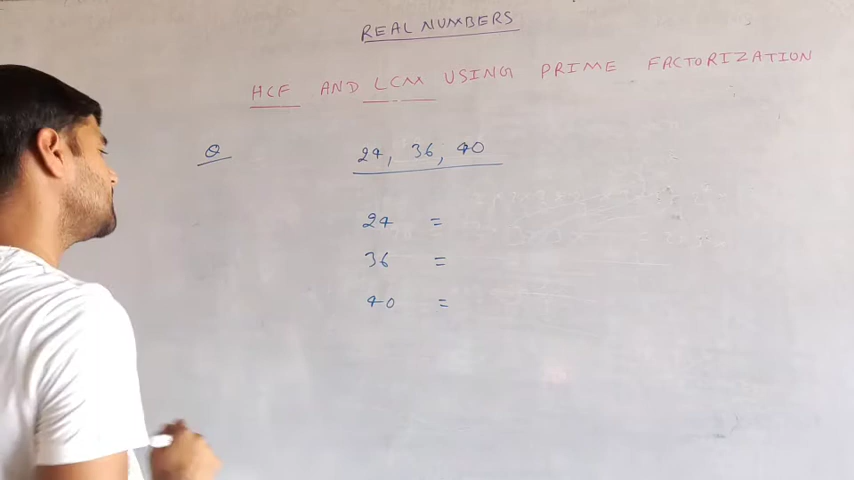 REAL NUMBERS
HCF AND LCM USING PRIME FACTORIZATION
Q 24, 36, 40
24 =
36 =
40 =